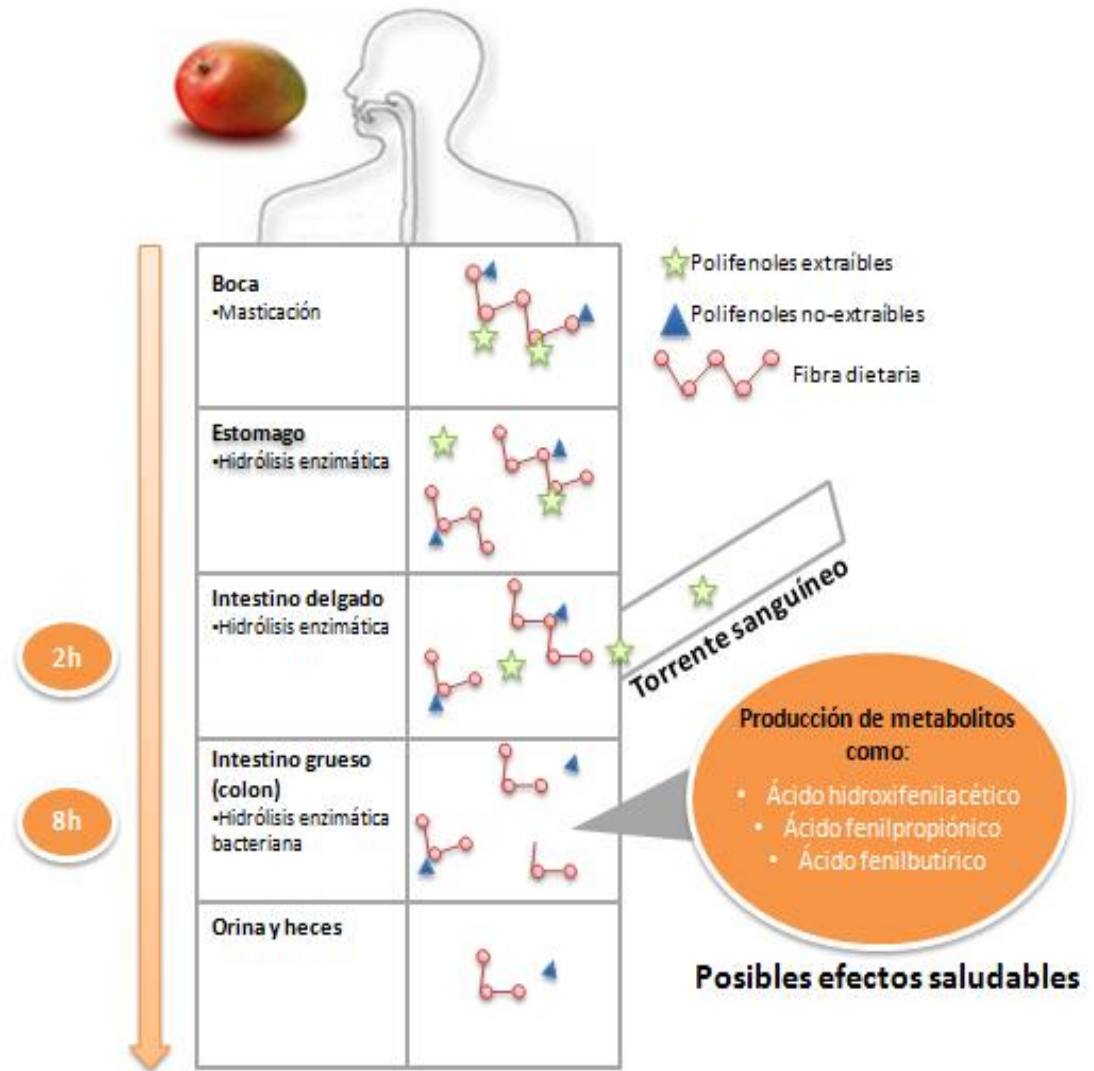 Boca
•Masticación
Polifenoles extraíbles
Polifenoles no-extraíbles
Fibra dietaria
Estomago
•Hidrólisis enzimática
Intestino delgado
•Hidrólisis enzimática
2h
Torrente sanguíneo
Intestino grueso
(colon)
•Hidrólisis enzimática
bacteriana
8h
Producción de metabolitos
como:
• Ácido hidroxifenilacético
• Ácido fenilpropiónico
• Ácido fenilbutírico
Orina y heces
Posibles efectos saludables